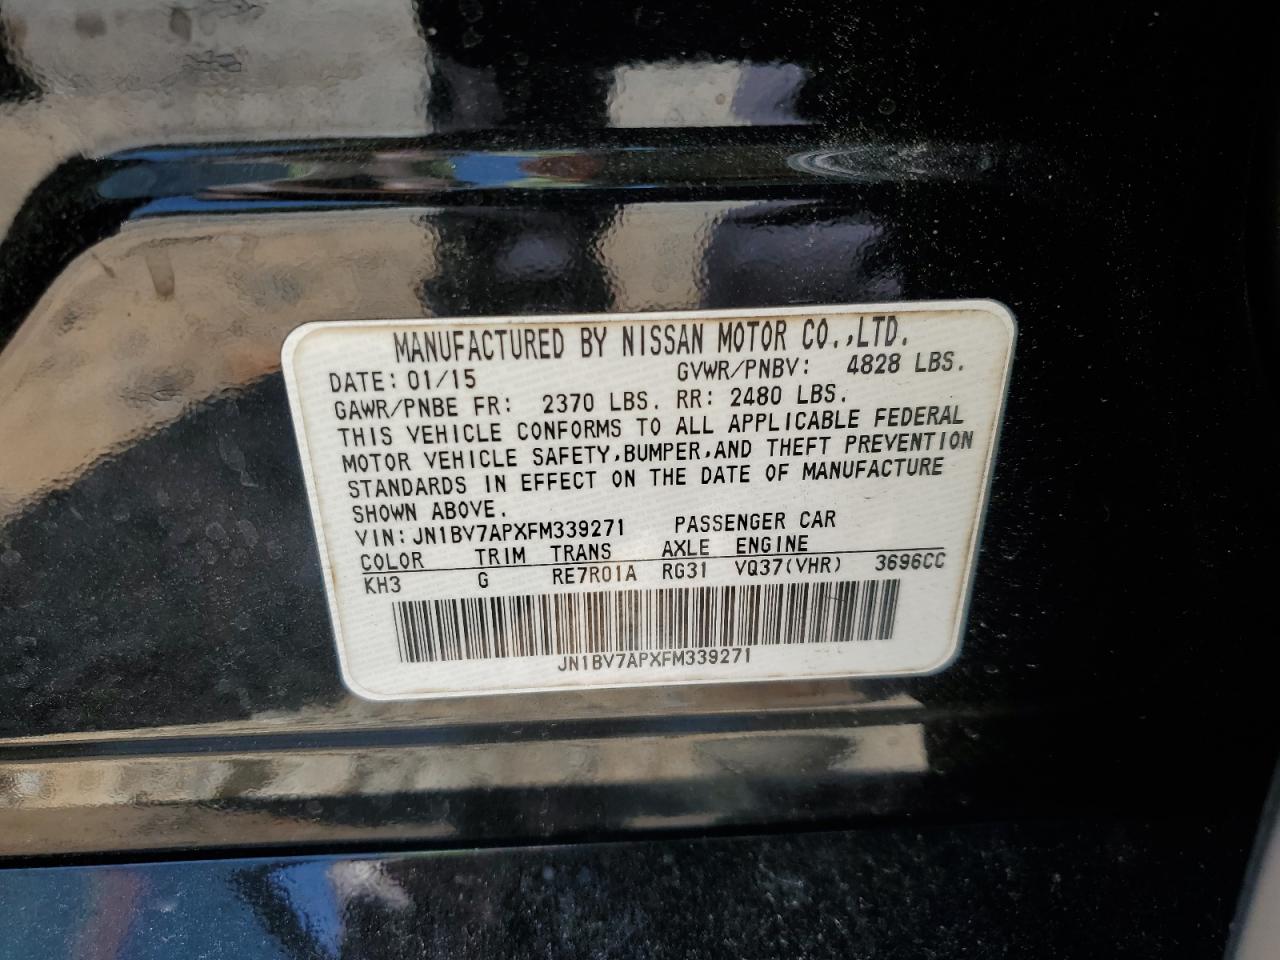 MANUFACTURED BY NISSAN MOTOR CO.,LTD.
DATE: 01/15 GVWR/PNBV: 4828 LBS.
GAWR/PNBE FR: 2370 LBS. RR: 2480 LBS.
THIS VEHICLE CONFORMS TO ALL APPLICABLE FEDERAL
MOTOR VEHICLE SAFETY,BUMPER,AND THEFT PREVENTION
STANDARDS IN EFFECT ON THE DATE OF MANUFACTURE
SHOWN ABOVE.
VIN:JN1BV7APXFM339271 PASSENGER CAR
COLOR TRIM TRANS AXLE ENGINE
KH3 G RE7R01A RG31 VQ37(VHR) 3696CC
JN1BV7APXFM339271